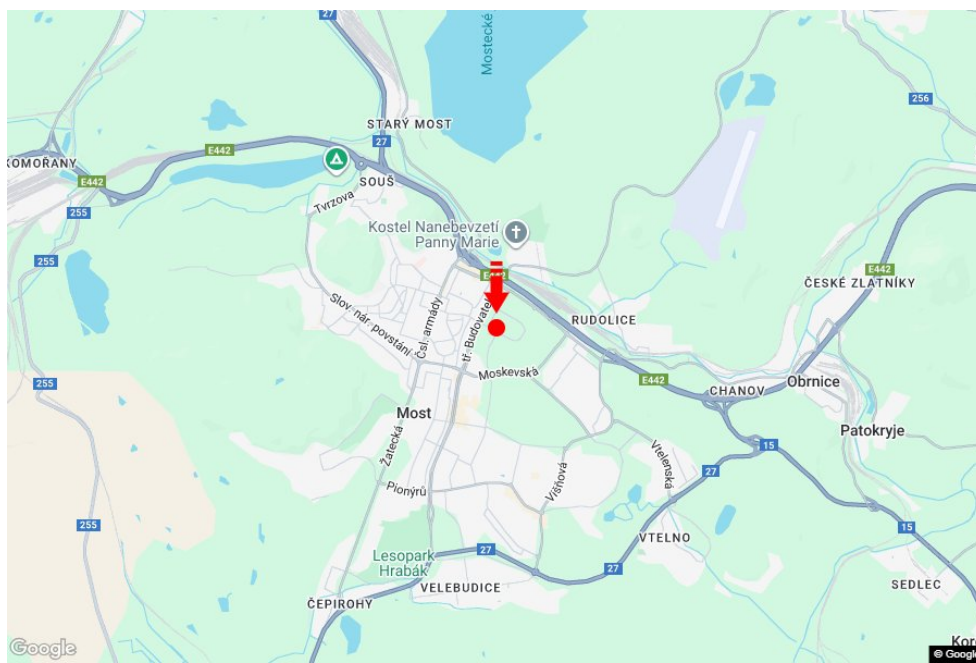 Mostecké
27
256
STARÝ MOST
27
E442
KOMOŘANY
E442
E442
SOUŠ
255
255
Tvrzova
Kostel Nanebevzetí
Panny Marie
E442
ČESKÉ ZLATNÍKY
Slov. nár. povstání
Čsl. armády
tř. Budovatelů
RUDOLICE
Moskevská
E442
CHANOV
Obrnice
255
Most
Patokryje
Žatecká
15
27
Vtelenská
Višňová
Pionýrů
255
15
VTELNO
Lesopark
Hrabák
27
27
VELEBUDICE
SEDLEC
ČEPIROHY
Google
© Google